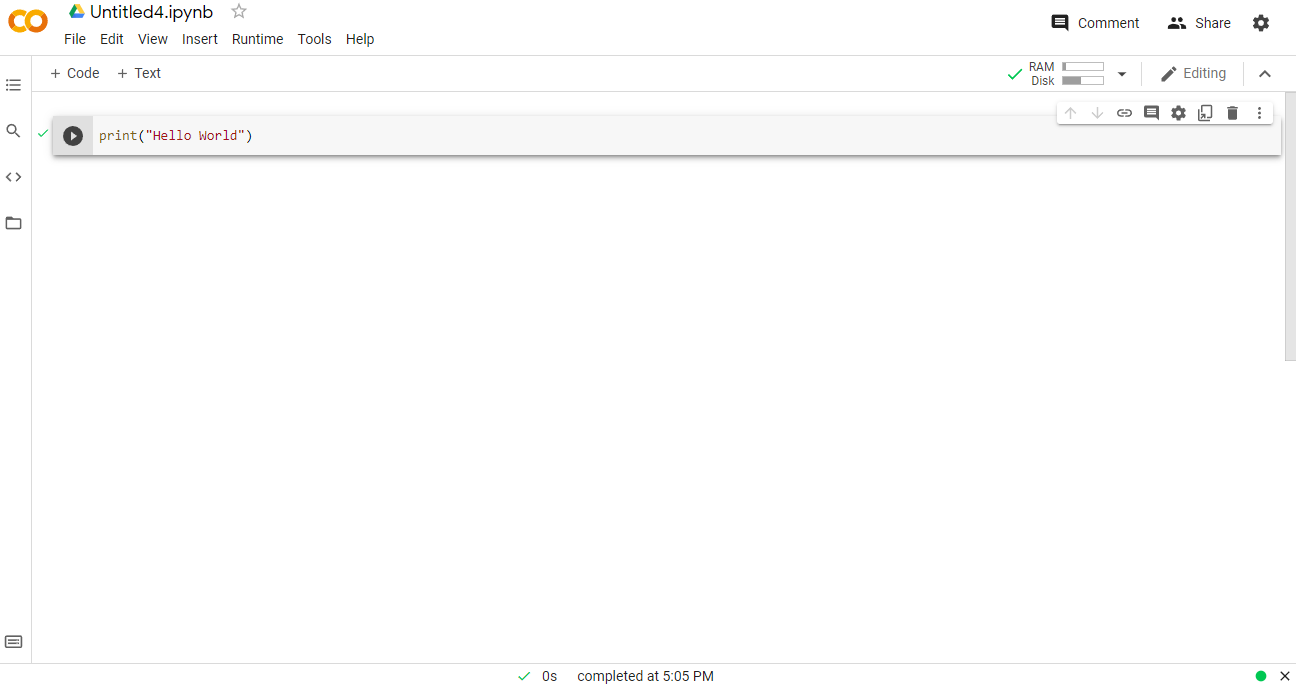 Untitled4.ipynb
File Edit View Insert Runtime Tools Help
Comment Share
+ Code + Text
RAM
Disk
Editing
print("Hello World")
0s completed at 5:05 PM